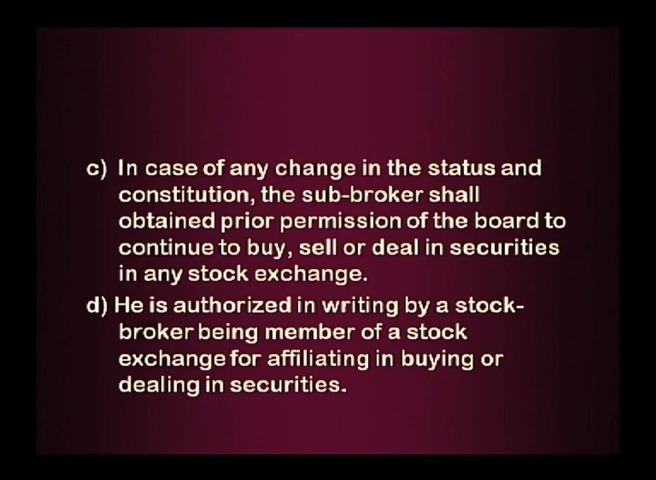 c) In case of any change in the status and
constitution, the sub-broker shall
obtained prior permission of the board to
continue to buy, sell or deal in securities
in any stock exchange.
d) He is authorized in writing by a stock-
broker being member of a stock
exchange for affiliating in buying or
dealing in securities.